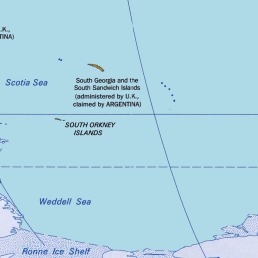 U.K.,
TINA)
Scotia Sea
South Georgia and the
South Sandwich Islands
(administered by U.K.,
claimed by ARGENTINA)
SOUTH ORKNEY
ISLANDS
Weddell Sea
Ronne Ice Shelf